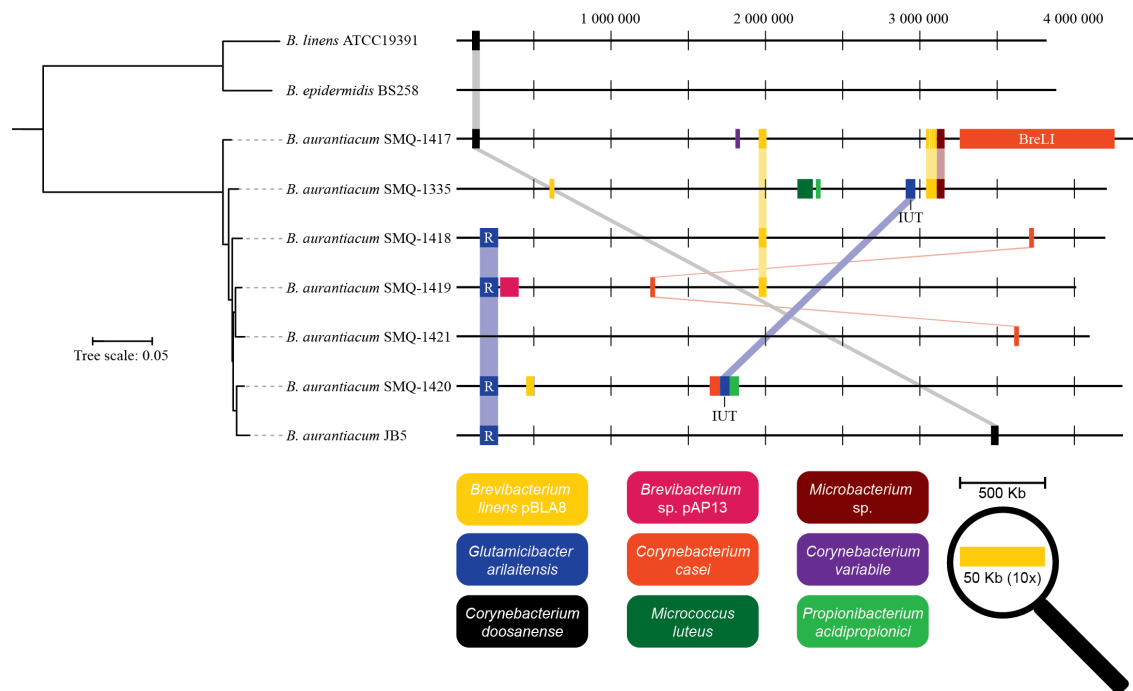 1 000 000
2 000 000
3 000 000
4 000 000
B. linens ATCC19391
B. epidermidis BS258
B. aurantiacum SMQ-1417
BreLI
B. aurantiacum SMQ-1335
IUT
B. aurantiacum SMQ-1418
R
B. aurantiacum SMQ-1419
R
B. aurantiacum SMQ-1421
Tree scale: 0.05
B. aurantiacum SMQ-1420
R
IUT
B. aurantiacum JB5
R
Brevibacterium
linens pBLA8
Brevibacterium
sp. pAP13
Microbacterium
sp.
500 Kb
Glutamicibacter
arilaitensis
Corynebacterium
casei
Corynebacterium
variabile
50 Kb (10x)
Corynebacterium
doosanense
Micrococcus
luteus
Propionibacterium
acidipropionici